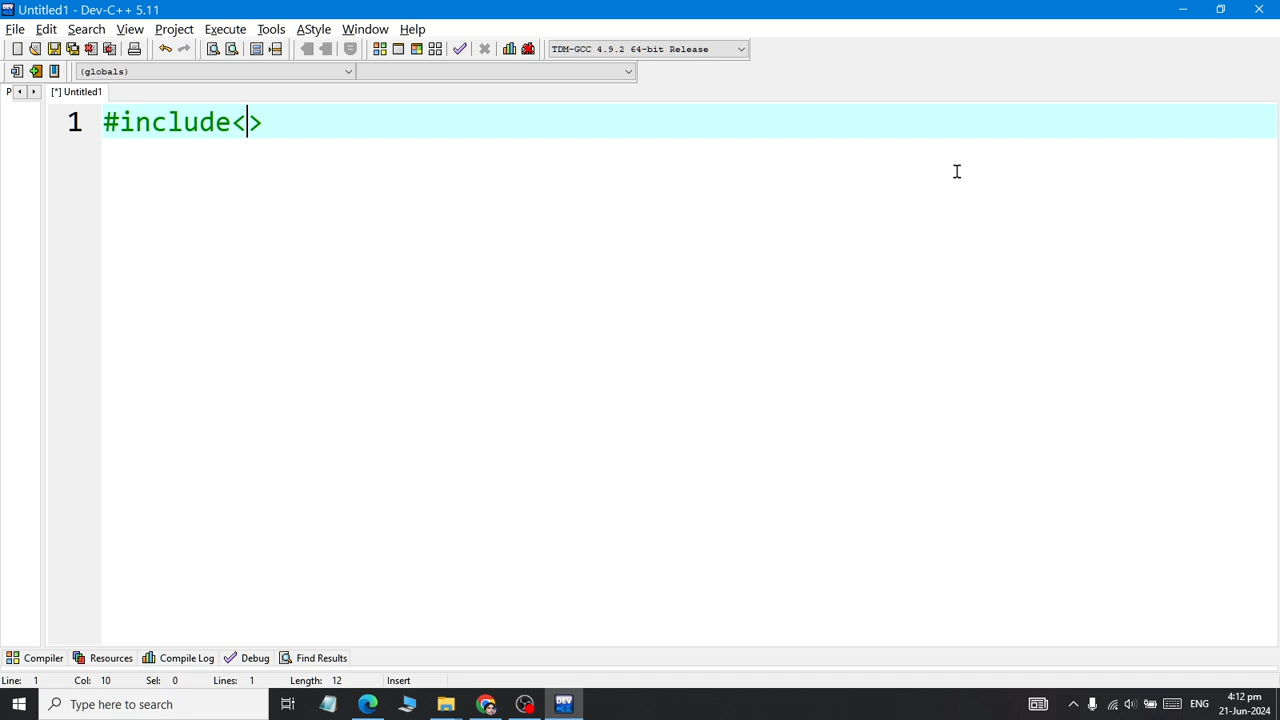 Untitled1 - Dev-C++ 5.11
File Edit Search View Project Execute Tools AStyle Window Help
TDM-GCC 4.9.2 64-bit Release
(globals)
P [*] Untitled1
1 #include<>
Compiler Resources Compile Log Debug Find Results
Line: 1 Col: 10 Sel: 0 Lines: 1 Length: 12 Insert
Type here to search DEV ENG 4:12 pm
21-Jun-2024